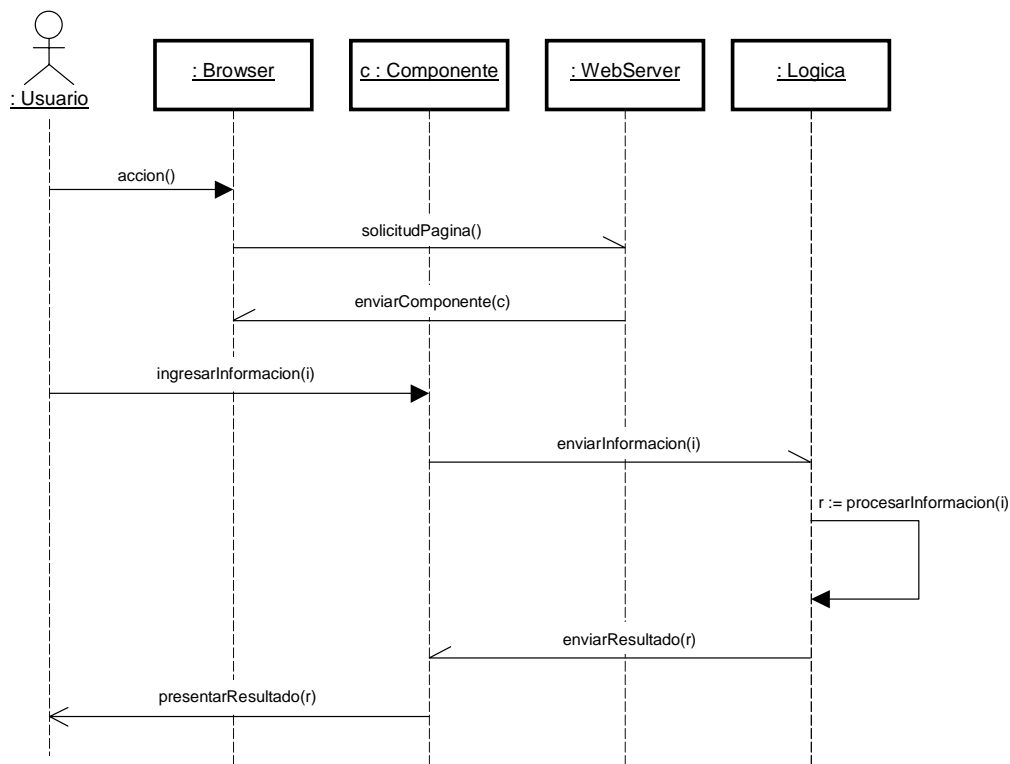 : Usuario
: Browser
c : Componente
: WebServer
: Logica
accion()
solicitudPagina()
enviarComponente(c)
ingresarInformacion(i)
enviarInformacion(i)
r := procesarInformacion(i)
enviarResultado(r)
presentarResultado(r)